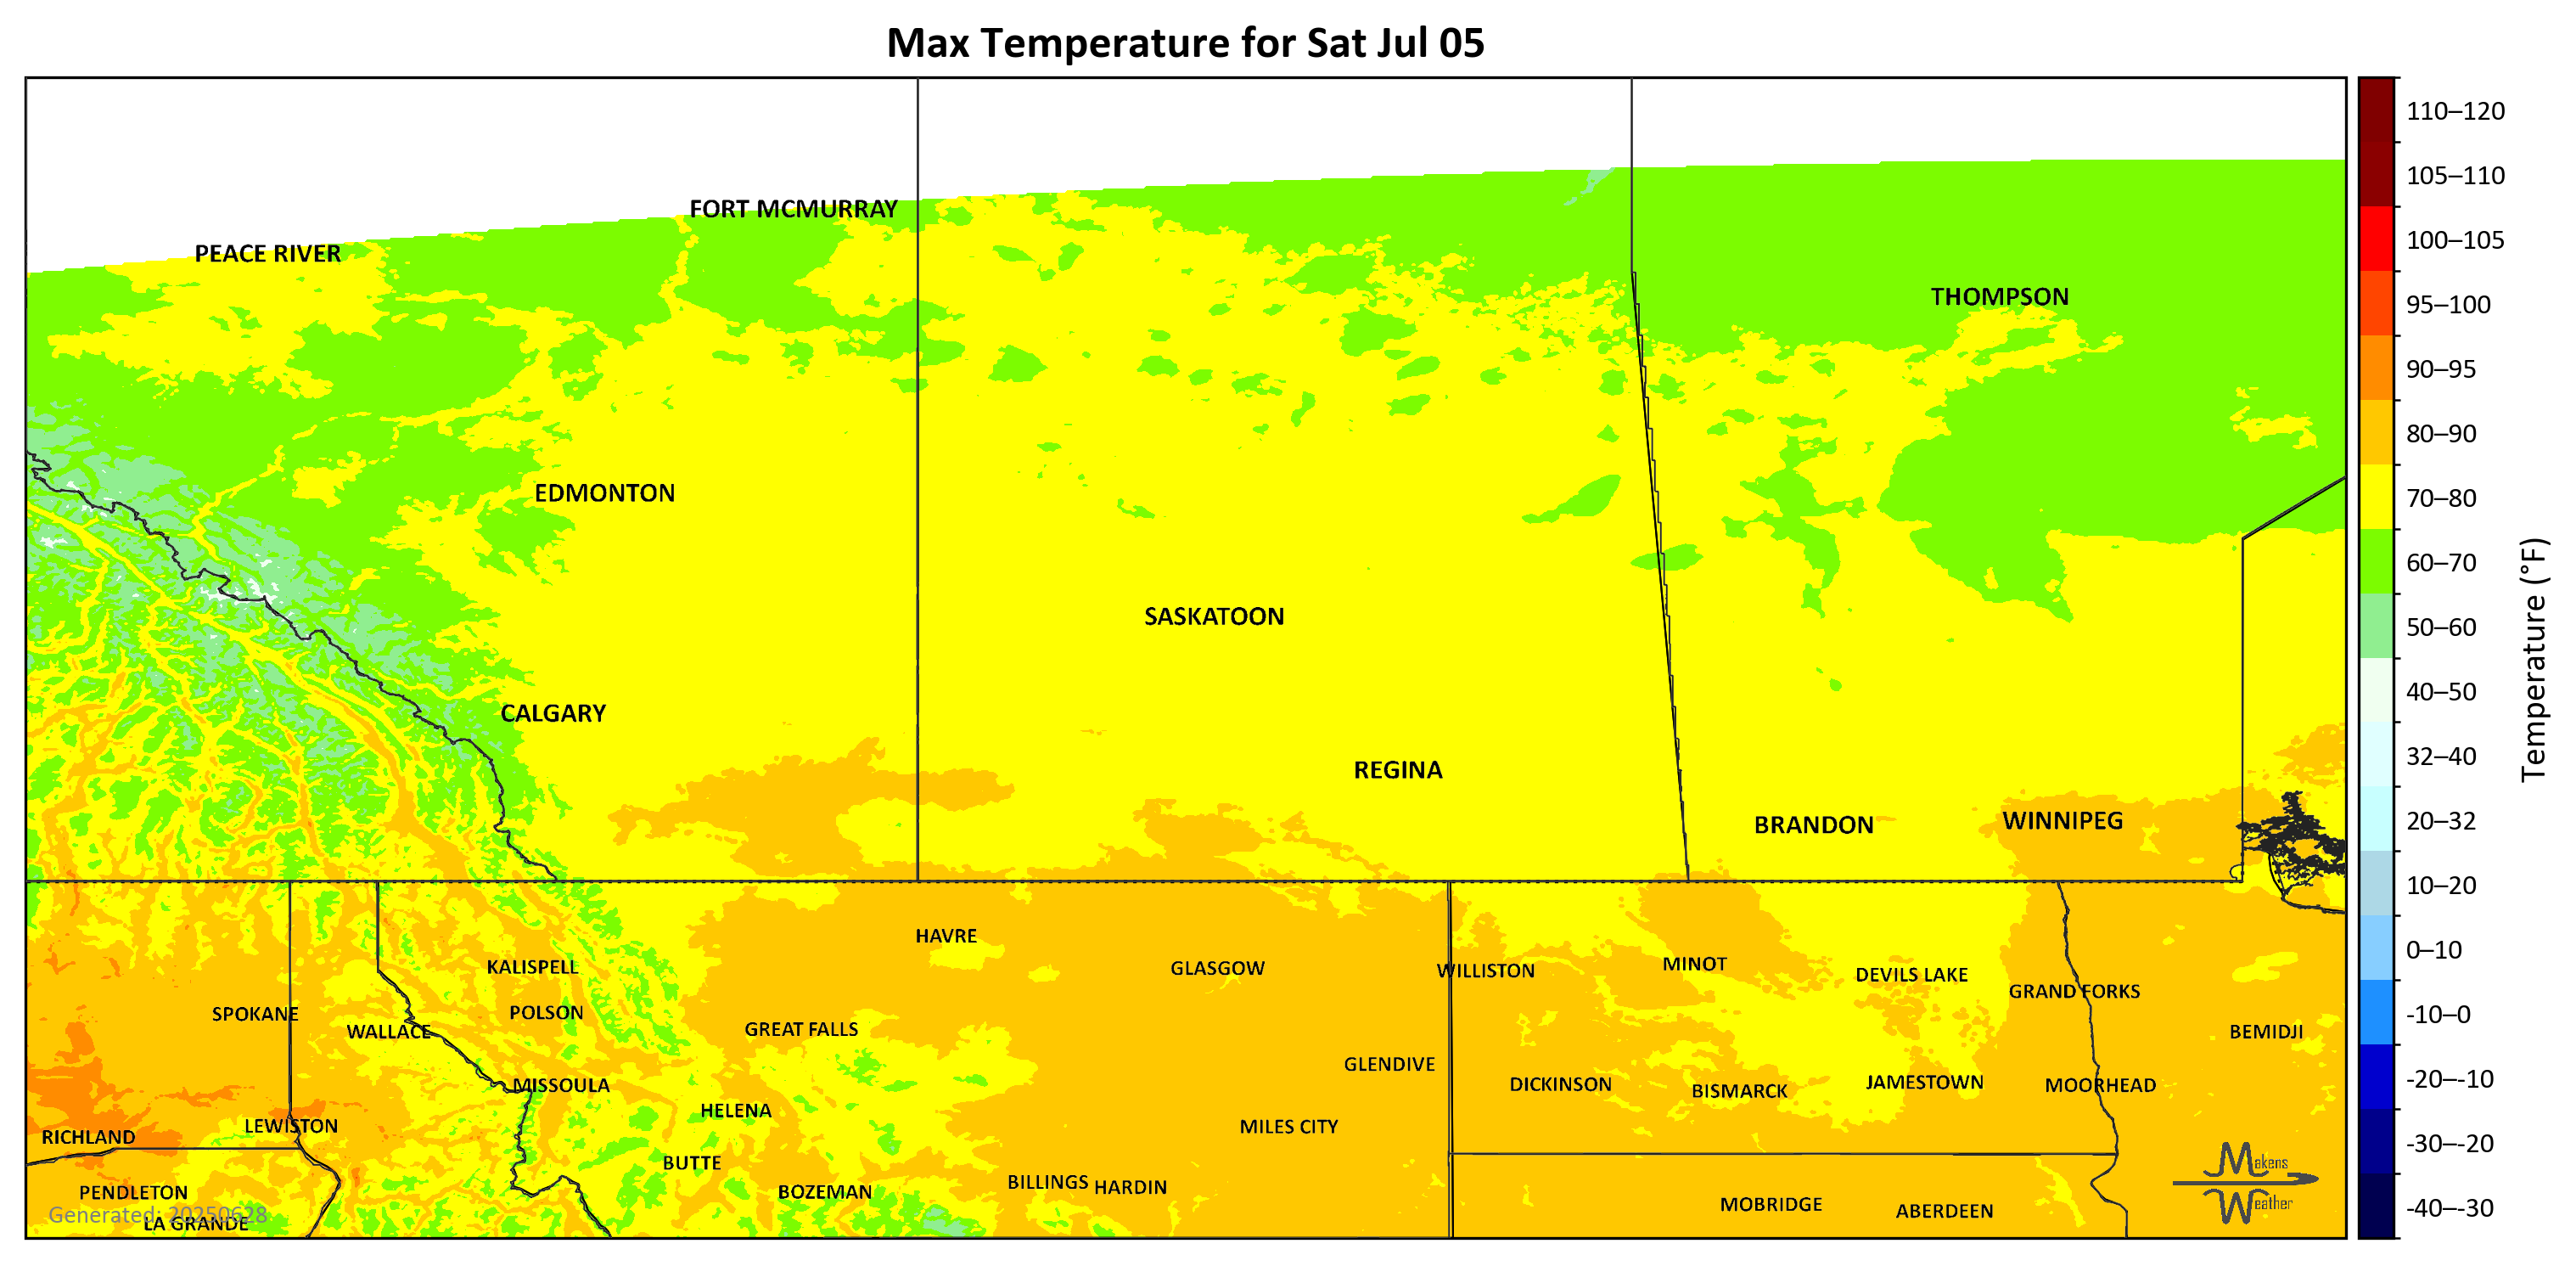 Max Temperature for Sat Jul 05
FORT MCMURRAY
PEACE RIVER
THOMPSON
EDMONTON
SASKATOON
CALGARY
REGINA
BRANDON
WINNIPEG
HAVRE
KALISPELL
GLASGOW
WILLISTON
MINOT
DEVILS LAKE
GRAND FORKS
SPOKANE
POLSON
WALLACE
GREAT FALLS
BEMIDJI
GLENDIVE
MISSOULA
DICKINSON
BISMARCK
JAMESTOWN
MOORHEAD
HELENA
LEWISTON
MILES CITY
RICHLAND
BUTTE
PENDLETON
BOZEMAN
BILLINGS
HARDIN
MOBRIDGE
ABERDEEN
Generated: 20250628
LA GRANDE
Makens
Weather
110–120
105–110
100–105
95–100
90–95
80–90
70–80
60–70
50–60
40–50
32–40
20–32
10–20
0–10
-10–0
-20–-10
-30–-20
-40–-30
Temperature (°F)